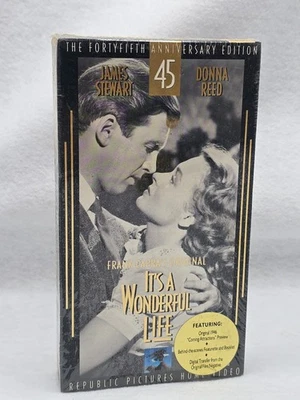 THE FORTYFIFTH ANNIVERSARY EDITION
JAMES STEWART
45
DONNA REED
FRANK CAPRA'S ORIGINAL
IT'S A
WONDERFUL
LIFE
FEATURING:
Original 1946
"Coming Attractions" Preview
Behind-the-scenes Featurette and
Digital Transfer from the
Original Film Negative
REPUBLIC PICTURES HOME VIDEO